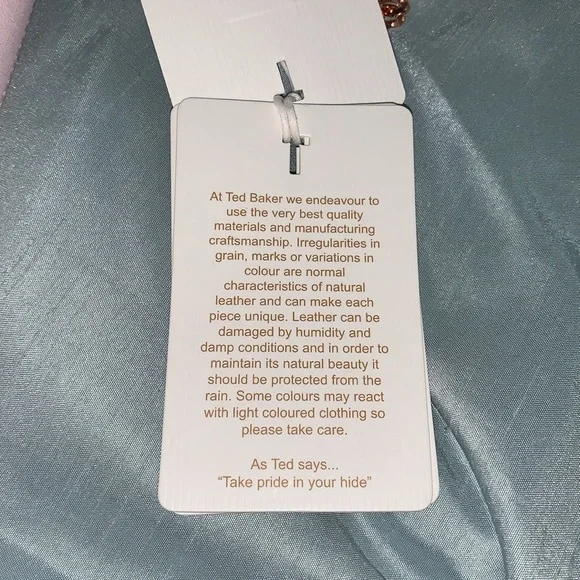 At Ted Baker we endeavour to
use the very best quality
materials and manufacturing
craftsmanship. Irregularities in
grain, marks or variations in
colour are normal
characteristics of natural
leather and can make each
piece unique. Leather can be
damaged by humidity and
damp conditions and in order to
maintain its natural beauty it
should be protected from the
rain. Some colours may react
with light coloured clothing so
please take care.
As Ted says...
“Take pride in your hide”